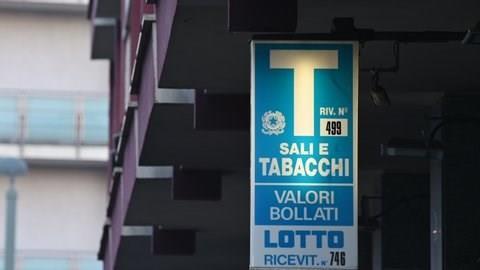 T
RIV. N°
499
SALI E
TABACCHI
VALORI
BOLLATI
LOTTO
RICEVIT. N° 746